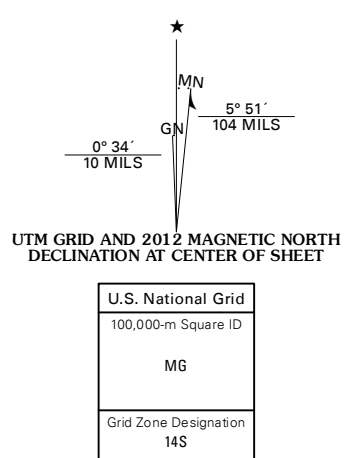 ★
MN
GN
5° 51´
104 MILS
0° 34´
10 MILS
UTM GRID AND 2012 MAGNETIC NORTH
DECLINATION AT CENTER OF SHEET
U.S. National Grid
100,000-m Square ID
MG
Grid Zone Designation
14S